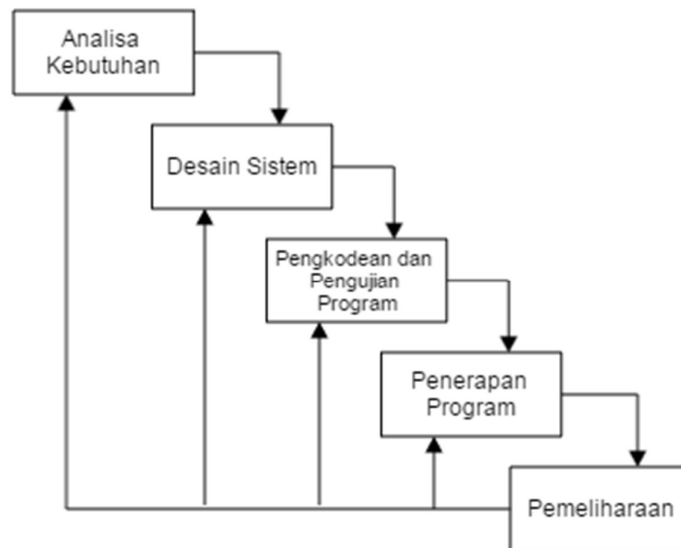 Analisa
Kebutuhan
Desain Sistem
Pengkodean dan
Pengujian
Program
Penerapan
Program
Pemeliharaan